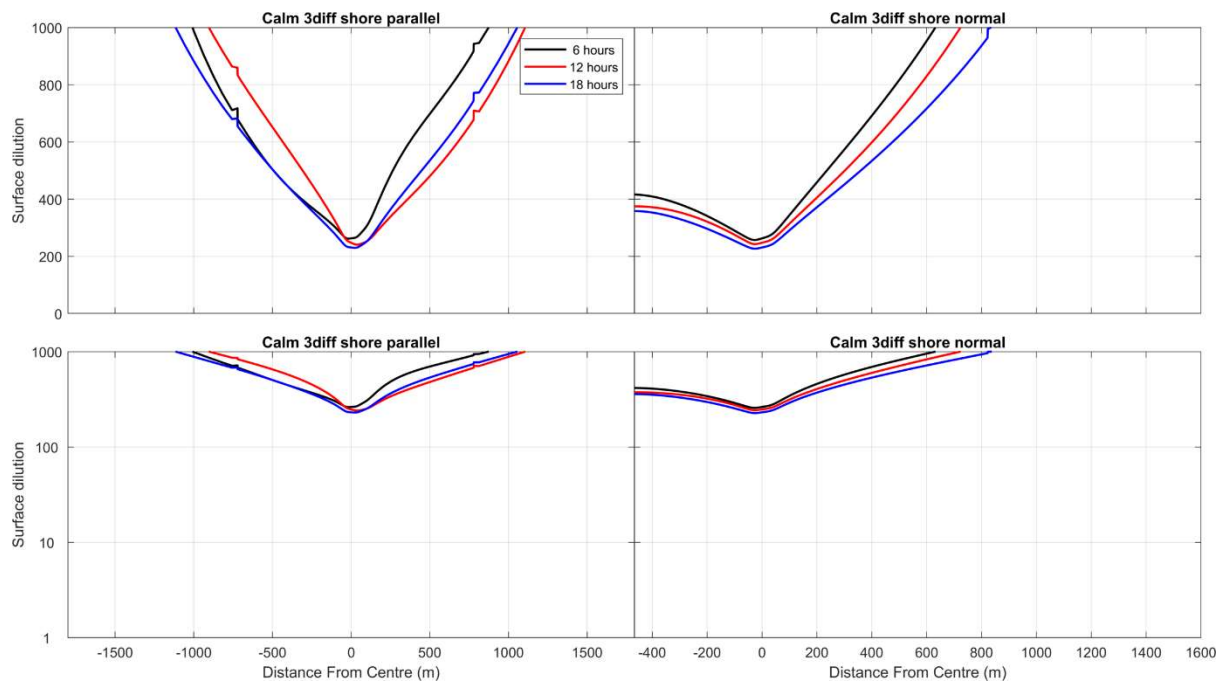 Calm 3diff shore parallel
Calm 3diff shore normal
1000
800
600
400
200
0
Surface dilution
6 hours
12 hours
18 hours
Calm 3diff shore parallel
Calm 3diff shore normal
1000
100
10
1
Surface dilution
-1500 -1000 -500 0 500 1000 1500
-400 -200 0 200 400 600 800 1000 1200 1400 1600
Distance From Centre (m)
Distance From Centre (m)